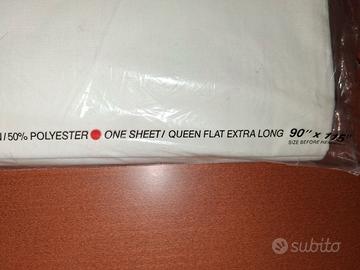 /50% POLYESTER ONE SHEET/ QUEEN FLAT EXTRA LONG 90" x 115"
SIZE BEFORE
subito